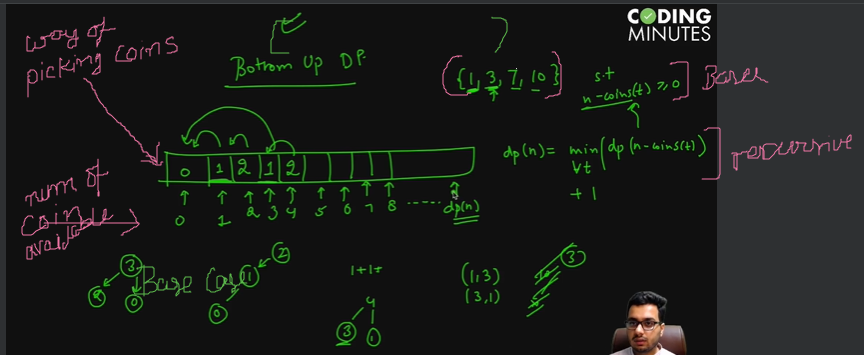 CODING
MINUTES
way of
picking coins
Bottom Up DP
{1, 3, 7, 10}
s.t
n-coins(t) ≥ 0
Base
dp(n) = min (dp(n-coins(t))
∀t
+ 1
recursive
0 1 2 1 2
0 1 2 3 4 5 6 7 8 ...... dp(n)
num of
coins
available
Base Case
3
0
1
2
0
1+1+
4
3 1
(1,3)
(3,1)
3